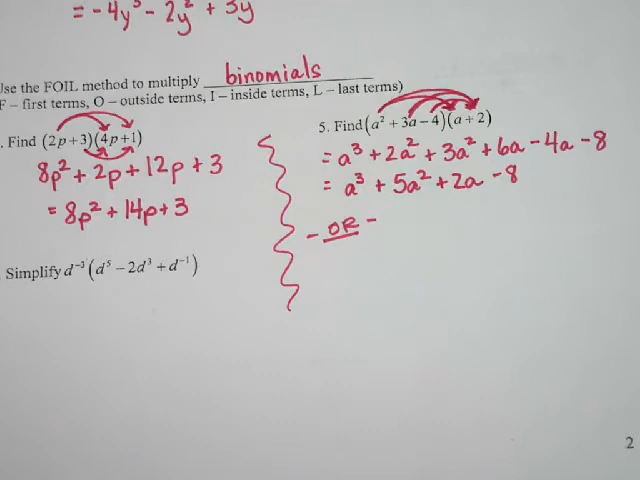 = -4y³ - 2y² + 3y
Use the FOIL method to multiply binomials
F – first terms, O – outside terms, I – inside terms, L – last terms)
. Find (2p+3)(4p+1)
8p² + 2p + 12p + 3
= 8p² + 14p + 3
. Simplify d⁻³(d⁵ − 2d³ + d⁻¹)
5. Find (a² + 3a − 4)(a + 2)
= a³ + 2a² + 3a² + 6a - 4a - 8
= a³ + 5a² + 2a - 8
- OR -
2